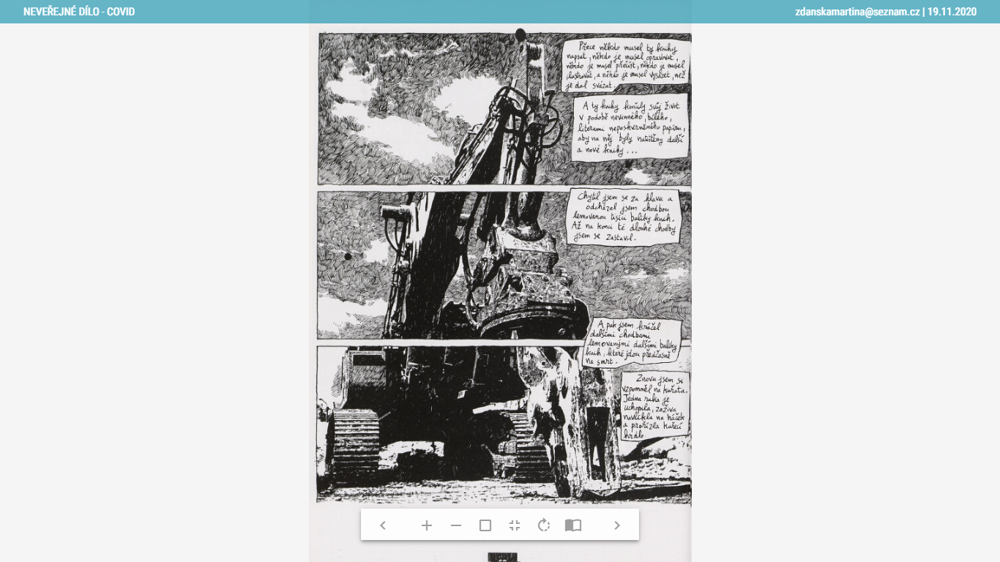 NEVEŘEJNÉ DÍLO - COVID
zdanskamartina@seznam.cz | 19.11.2020
Přece někdo musel ty knihy
napsat, někdo je musel opravovat,
někdo je musel přečíst, někdo je musel
ilustrovat, a někdo je musel vysázet, než
je dal svázat.
A ty knihy končily svůj život
v podobě nevinného, bílého,
literami neposkvrněného papíru,
aby na něj byly natištěny další
a nové knihy...
Chytil jsem se za hlavu a
odcházel jsem chodbou
lemovanou tisíci balíky knih.
Až na konci té dlouhé chodby
jsem se zastavil.
A pak jsem kráčel
dalšími chodbami
lemovanými dalšími balíky
knih, které jdou předčasně
na smrt.
Znovu jsem si
vzpomněl na kuřata.
Jedna ruka je
uchopila, zaživa
navlékla na háček
a prořízla kuřecí
hrdlo